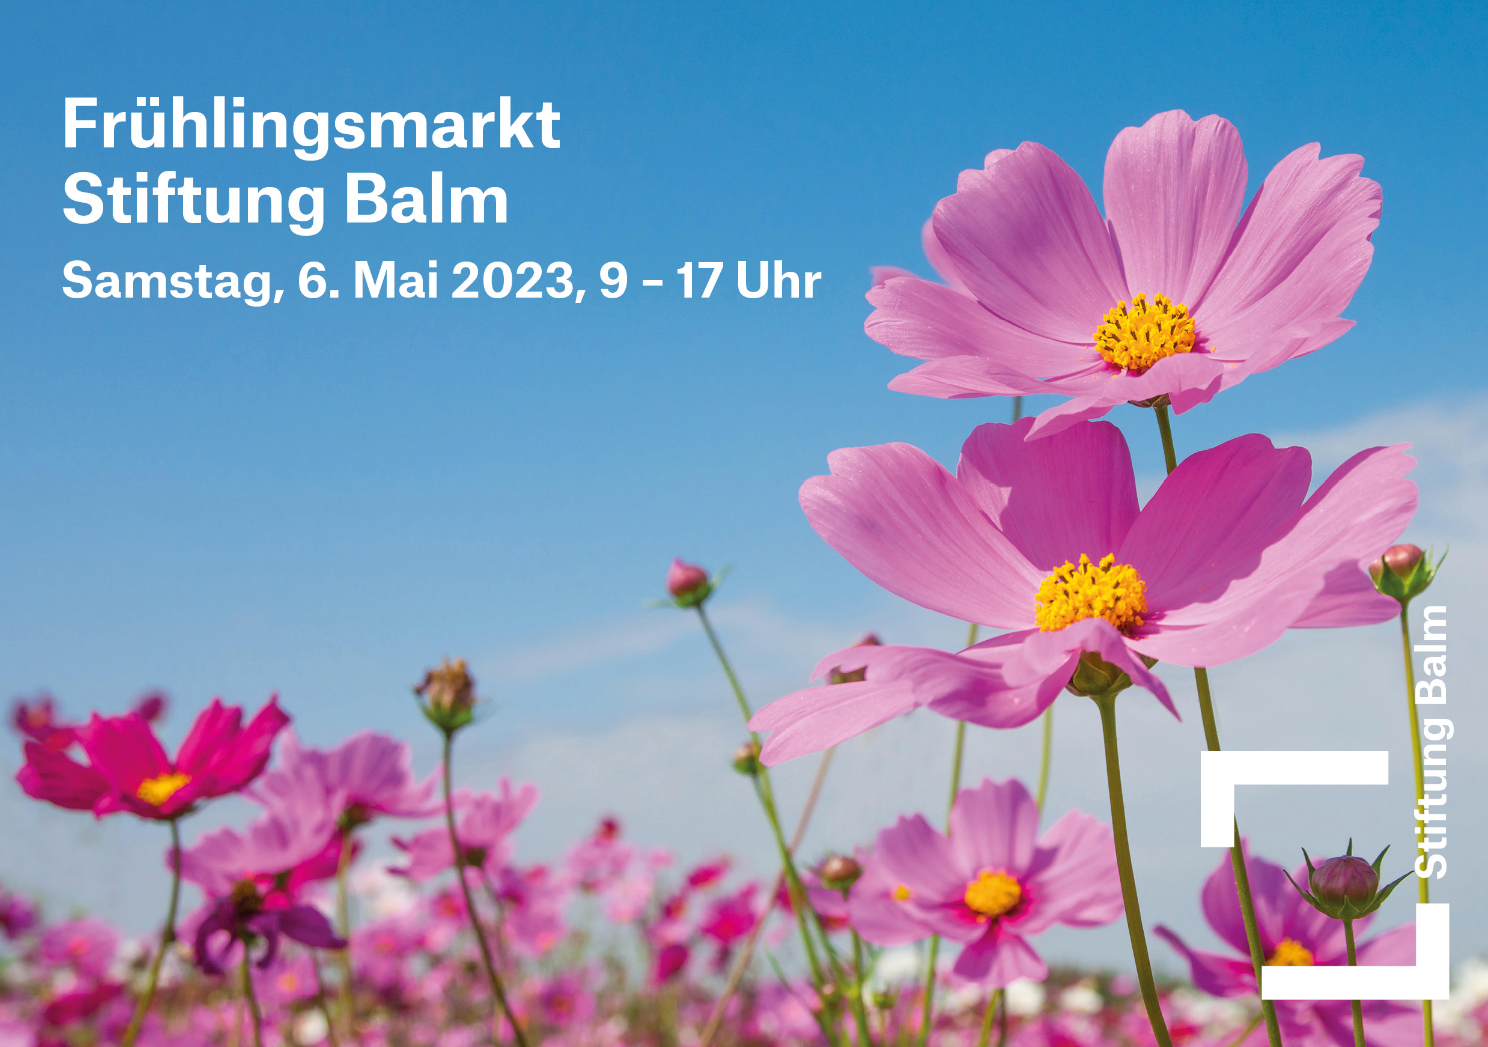 Frühlingsmarkt
Stiftung Balm
Samstag, 6. Mai 2023, 9 – 17 Uhr
Stiftung Balm